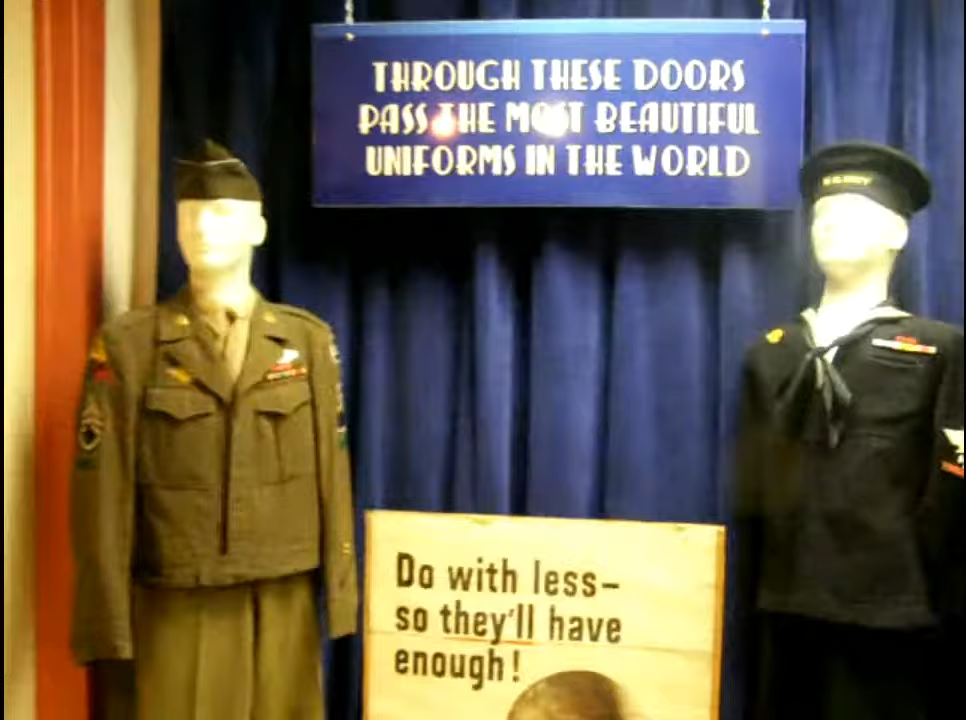 THROUGH THESE DOORS
PASS THE MOST BEAUTIFUL
UNIFORMS IN THE WORLD
U.S. NAVY
Do with less–
so they'll have
enough!